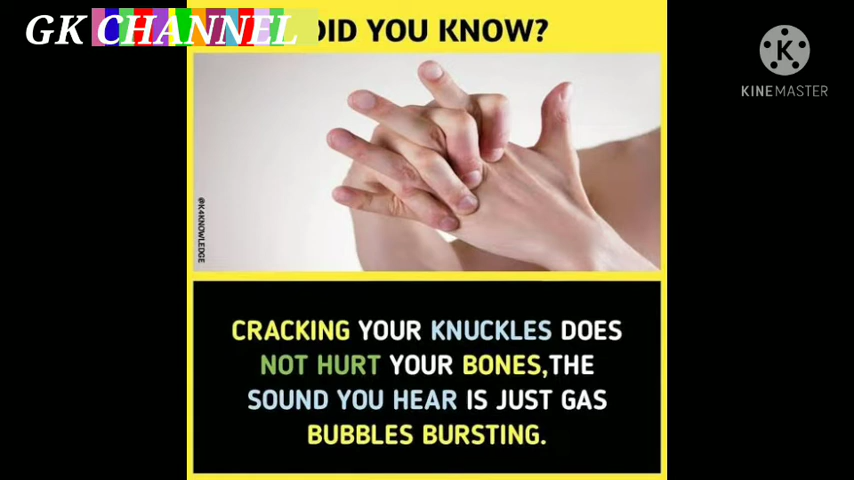 GK CHANNEL
DID YOU KNOW?
KINEMASTER
@K4KNOWLEDGE
CRACKING YOUR KNUCKLES DOES
NOT HURT YOUR BONES,THE
SOUND YOU HEAR IS JUST GAS
BUBBLES BURSTING.